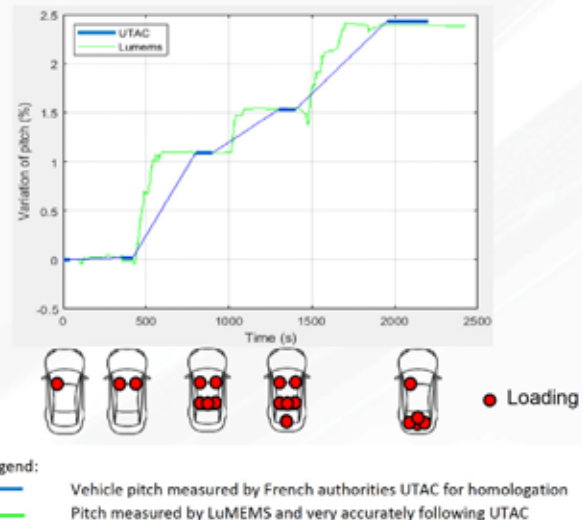 2.5
2
1.5
1
0.5
0
-0.5
Variation of pitch (%)
UTAC
Lumems
0 500 1000 1500 2000 2500
Time (s)
Loading
gend:
Vehicle pitch measured by French authorities UTAC for homologation
Pitch measured by LuMEMS and very accurately following UTAC